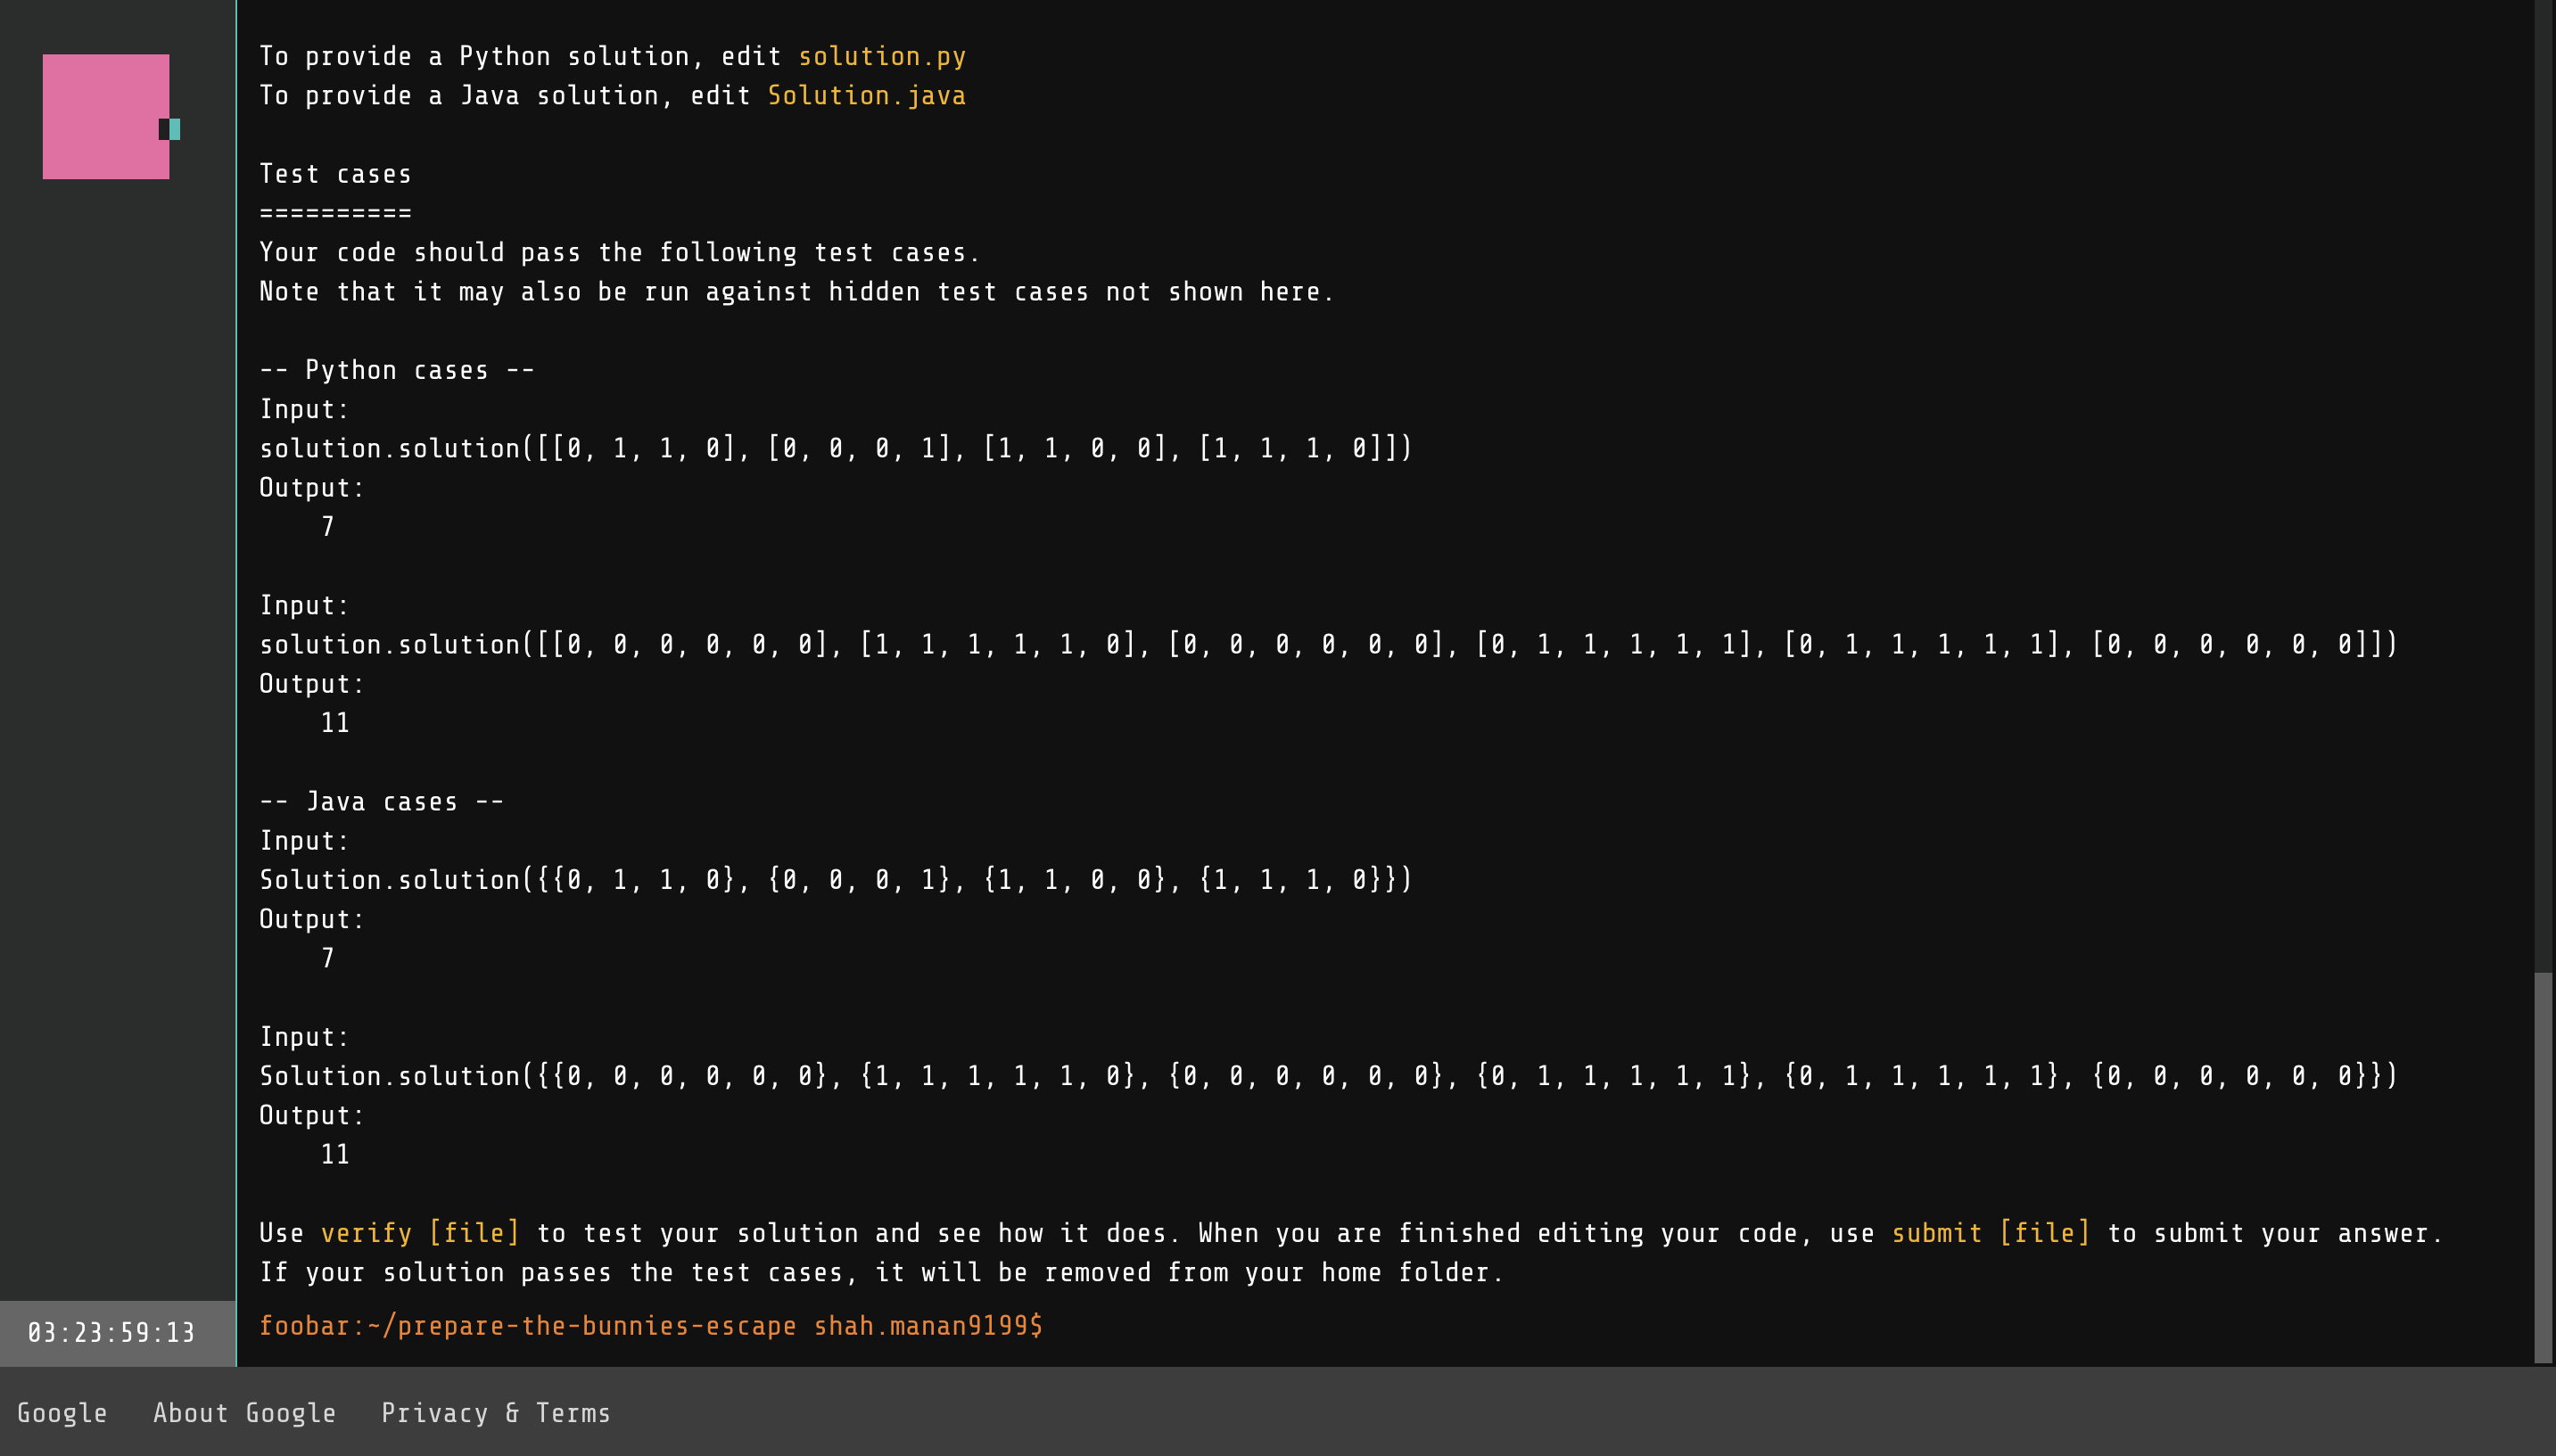 To provide a Python solution, edit solution.py
To provide a Java solution, edit Solution.java
Test cases
==========
Your code should pass the following test cases.
Note that it may also be run against hidden test cases not shown here.
-- Python cases --
Input:
solution.solution([[0, 1, 1, 0], [0, 0, 0, 1], [1, 1, 0, 0], [1, 1, 1, 0]])
Output:
7
Input:
solution.solution([[0, 0, 0, 0, 0, 0], [1, 1, 1, 1, 1, 0], [0, 0, 0, 0, 0, 0], [0, 1, 1, 1, 1, 1], [0, 1, 1, 1, 1, 1], [0, 0, 0, 0, 0, 0]])
Output:
11
-- Java cases --
Input:
Solution.solution({{0, 1, 1, 0}, {0, 0, 0, 1}, {1, 1, 0, 0}, {1, 1, 1, 0}})
Output:
7
Input:
Solution.solution({{0, 0, 0, 0, 0, 0}, {1, 1, 1, 1, 1, 0}, {0, 0, 0, 0, 0, 0}, {0, 1, 1, 1, 1, 1}, {0, 1, 1, 1, 1, 1}, {0, 0, 0, 0, 0, 0}})
Output:
11
Use verify [file] to test your solution and see how it does. When you are finished editing your code, use submit [file] to submit your answer.
If your solution passes the test cases, it will be removed from your home folder.
foobar:~/prepare-the-bunnies-escape shah.manan9199$
03:23:59:13
Google About Google Privacy & Terms